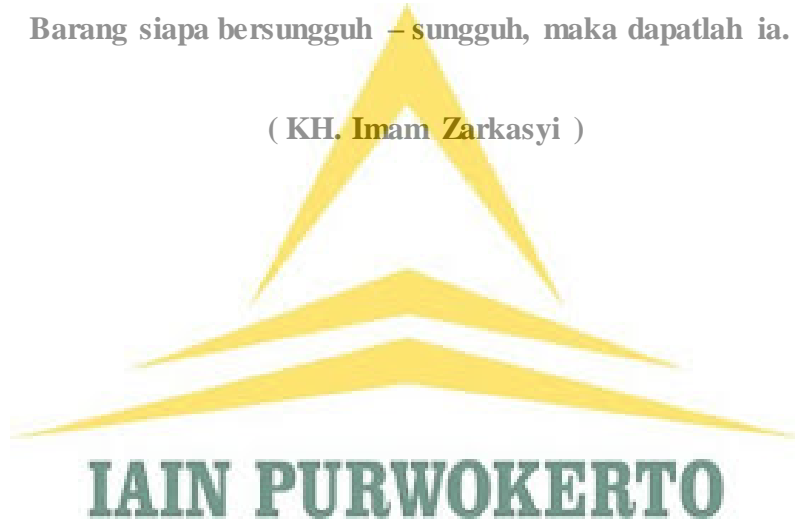 Barang siapa bersungguh – sungguh, maka dapatlah ia.
( KH. Imam Zarkasyi )
IAIN PURWOKERTO